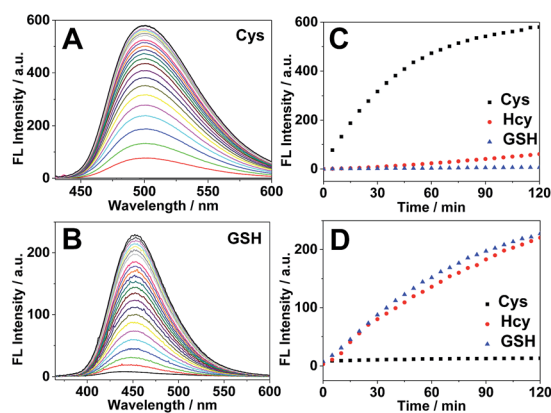 A
Cys
FL Intensity / a.u.
600
400
200
0
450 500 550 600
Wavelength / nm
C
FL Intensity / a.u.
600
400
200
0
Cys
Hcy
GSH
0 30 60 90 120
Time / min
B
GSH
FL Intensity / a.u.
200
100
0
400 450 500 550 600
Wavelength / nm
D
FL Intensity / a.u.
200
100
0
Cys
Hcy
GSH
0 30 60 90 120
Time / min